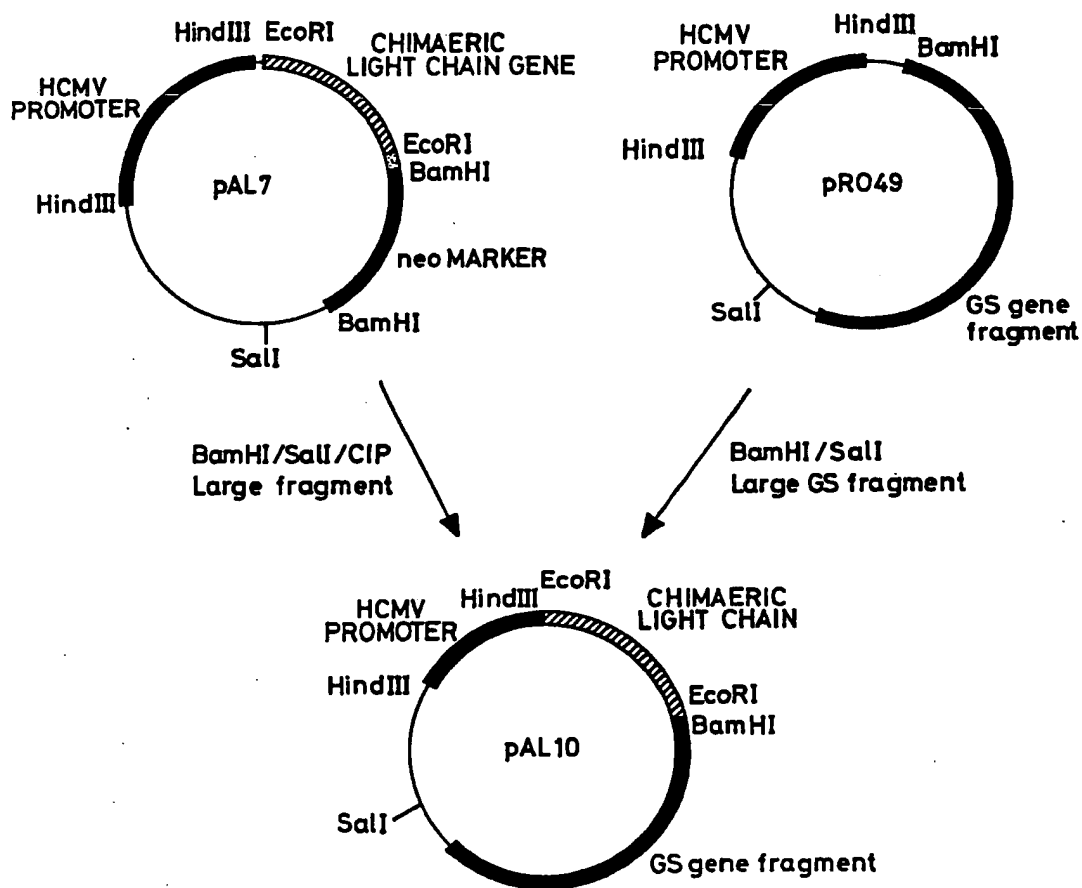 HindIII EcoRI
CHIMAERIC
LIGHT CHAIN GENE
HCMV
PROMOTER
EcoRI
BamHI
HindIII
pAL7
neo MARKER
BamHI
SalI
HCMV
PROMOTER
HindIII
BamHI
HindIII
pRO49
SalI
GS gene
fragment
BamHI/SalI/CIP
Large fragment
BamHI/SalI
Large GS fragment
EcoRI
HindIII
HCMV
PROMOTER
CHIMAERIC
LIGHT CHAIN
HindIII
EcoRI
BamHI
pAL10
SalI
GS gene fragment